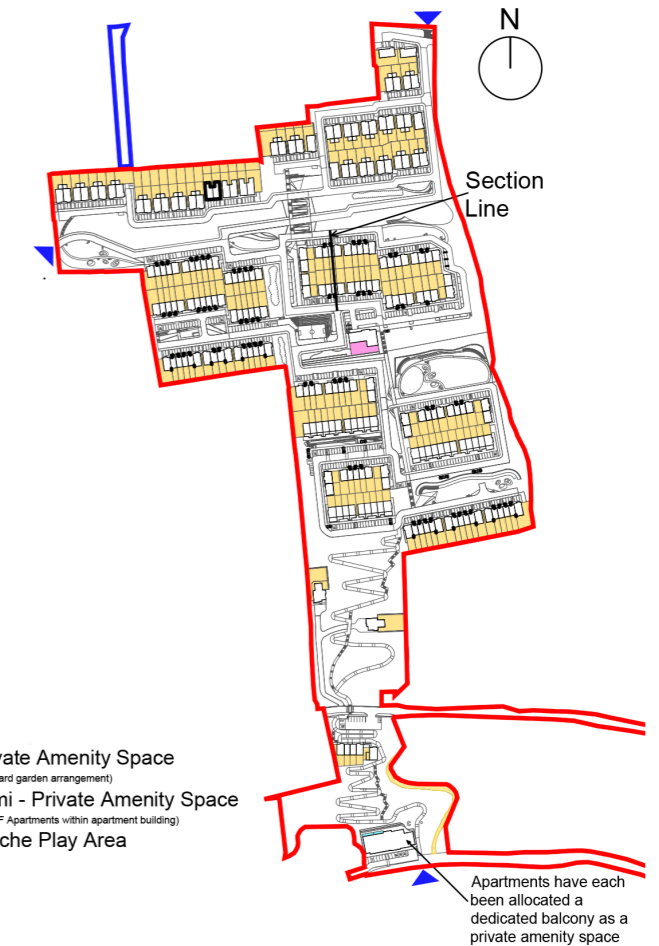 N
Section
Line
vate Amenity Space
ard garden arrangement)
mi - Private Amenity Space
F Apartments within apartment building)
che Play Area
Apartments have each
been allocated a
dedicated balcony as a
private amenity space